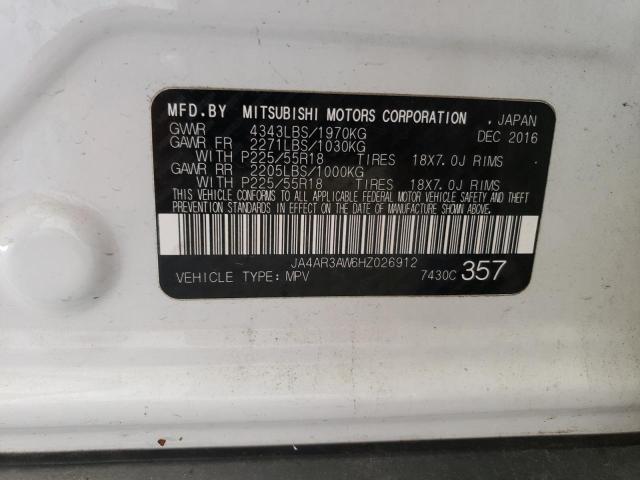 MFD.BY MITSUBISHI MOTORS CORPORATION, JAPAN
GVWR 4343LBS/1970KG DEC 2016
GAWR FR 2271LBS/1030KG
WITH P225/55R18 TIRES 18X7.0J RIMS
GAWR RR 2205LBS/1000KG
WITH P225/55R18 TIRES 18X7.0J RIMS
THIS VEHICLE CONFORMS TO ALL APPLICABLE FEDERAL MOTOR VEHICLE SAFETY AND THEFT PREVENTION
STANDARDS IN EFFECT ON THE DATE OF MANUFACTURE SHOWN ABOVE.
JA4AR3AW6HZ026912
VEHICLE TYPE: MPV 7430C 357